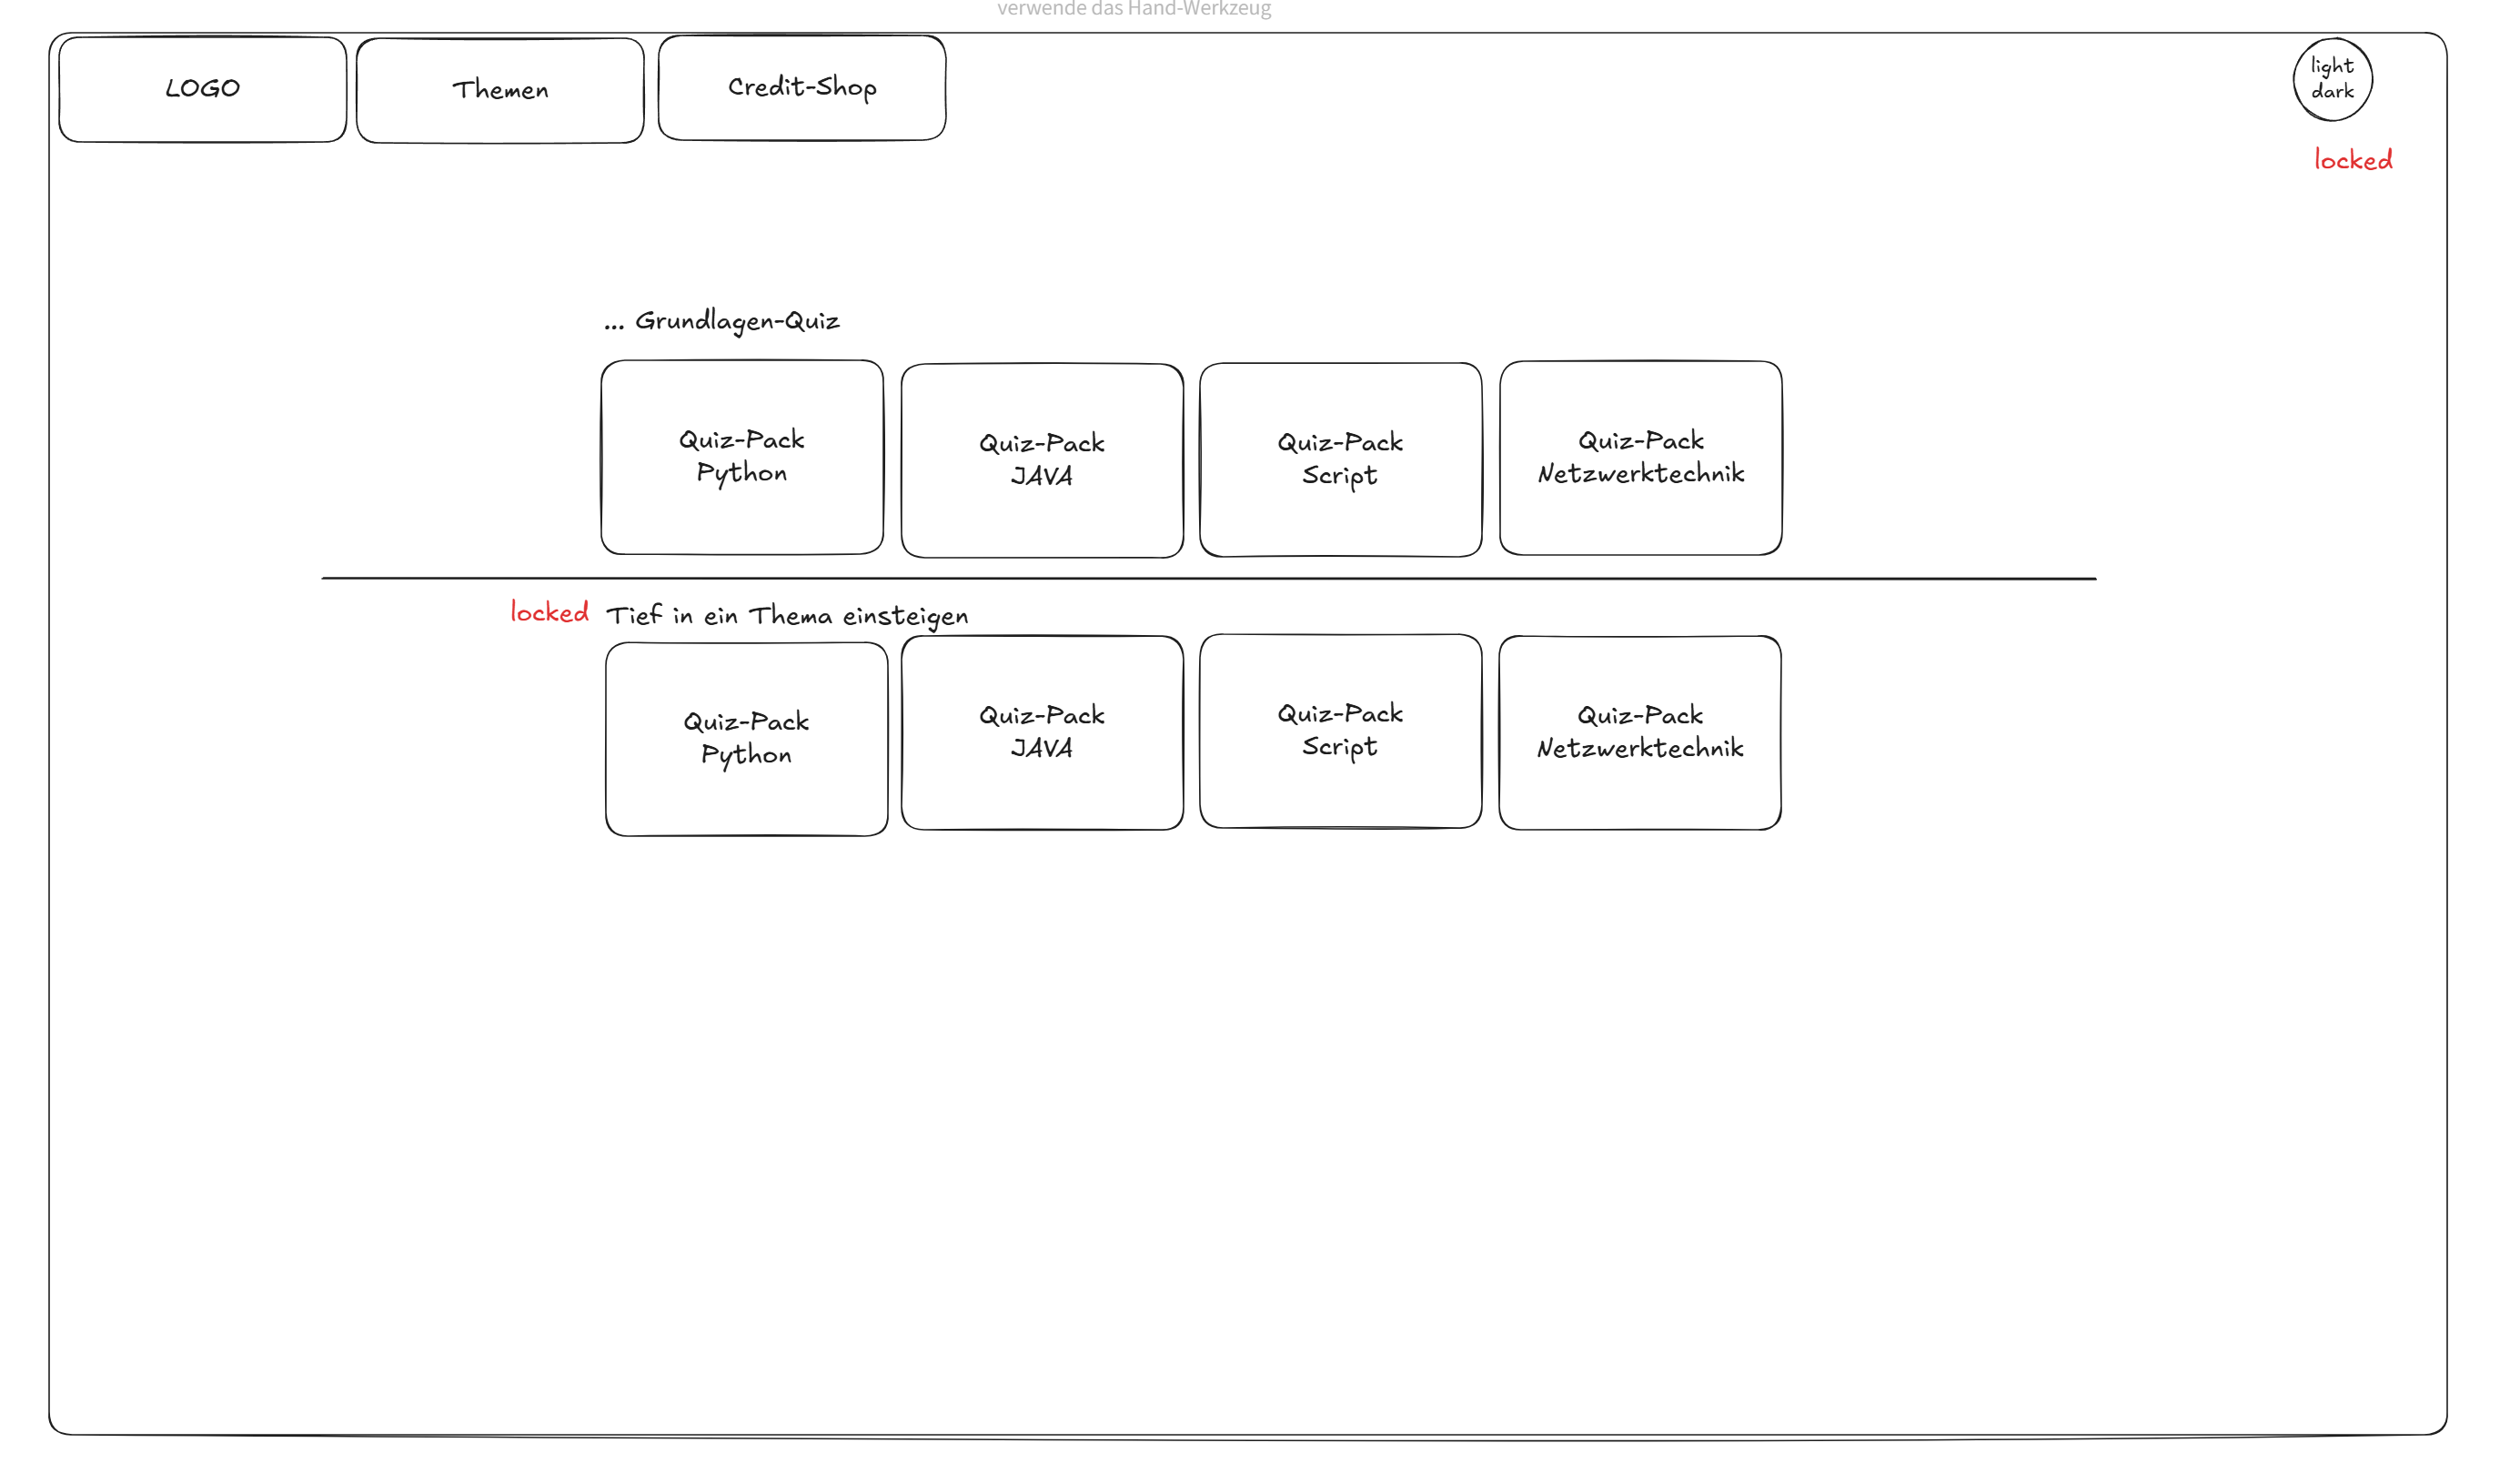 verwende das Hand-Werkzeug
LOGO
Themen
Credit-Shop
light
dark
locked
... Grundlagen-Quiz
Quiz-Pack
Python
Quiz-Pack
JAVA
Quiz-Pack
Script
Quiz-Pack
Netzwerktechnik
locked
Tief in ein Thema einsteigen
Quiz-Pack
Python
Quiz-Pack
JAVA
Quiz-Pack
Script
Quiz-Pack
Netzwerktechnik